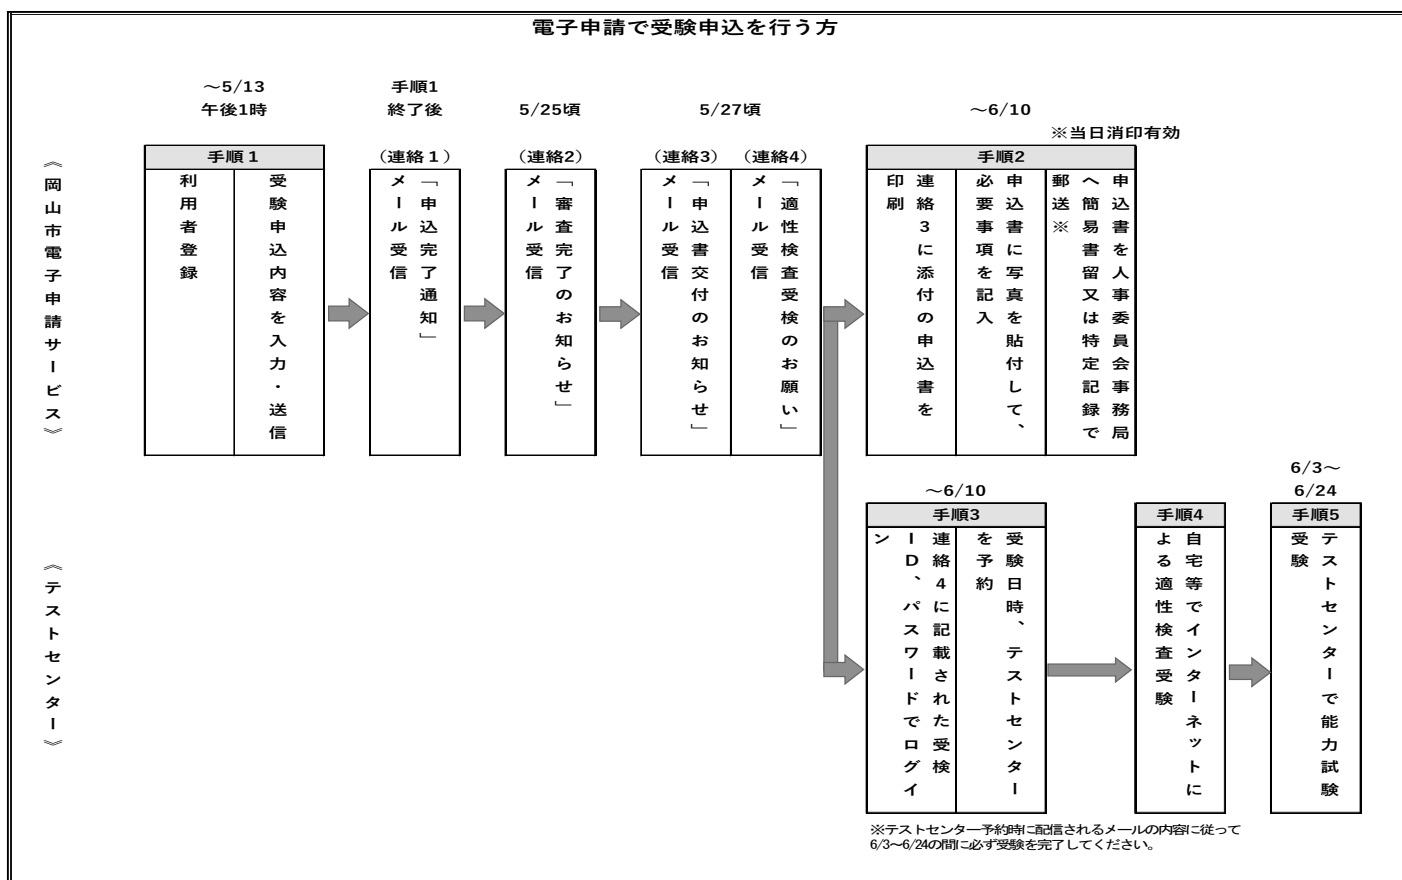 電子申請で受験申込を行う方
～5/13
午後1時
手順1
終了後
5/25頃
5/27頃
～6/10
※当日消印有効
《岡山市電子申請サービス》
手順1
利用者登録
受験申込内容を入力・送信
（連絡1）
「申込完了通知」
メール受信
（連絡2）
「審査完了のお知らせ」
メール受信
（連絡3）
「申込書交付のお知らせ」
メール受信
（連絡4）
「適性検査受検のお願い」
メール受信
手順2
連絡3に添付の申込書を
印刷
申込書に写真を貼付して、
必要事項を記入
申込書を人事委員会事務局
へ簡易書留又は特定記録で
郵送※
《テストセンター》
～6/10
手順3
連絡4に記載された受検
ID、パスワードでログイ
ン
受験日時、テストセンター
を予約
手順4
自宅等でインターネットに
よる適性検査受験
6/3～
6/24
手順5
テストセンターで能力試験
受験
※テストセンター予約時に配信されるメールの内容に従って
6/3～6/24の間に必ず受験を完了してください。